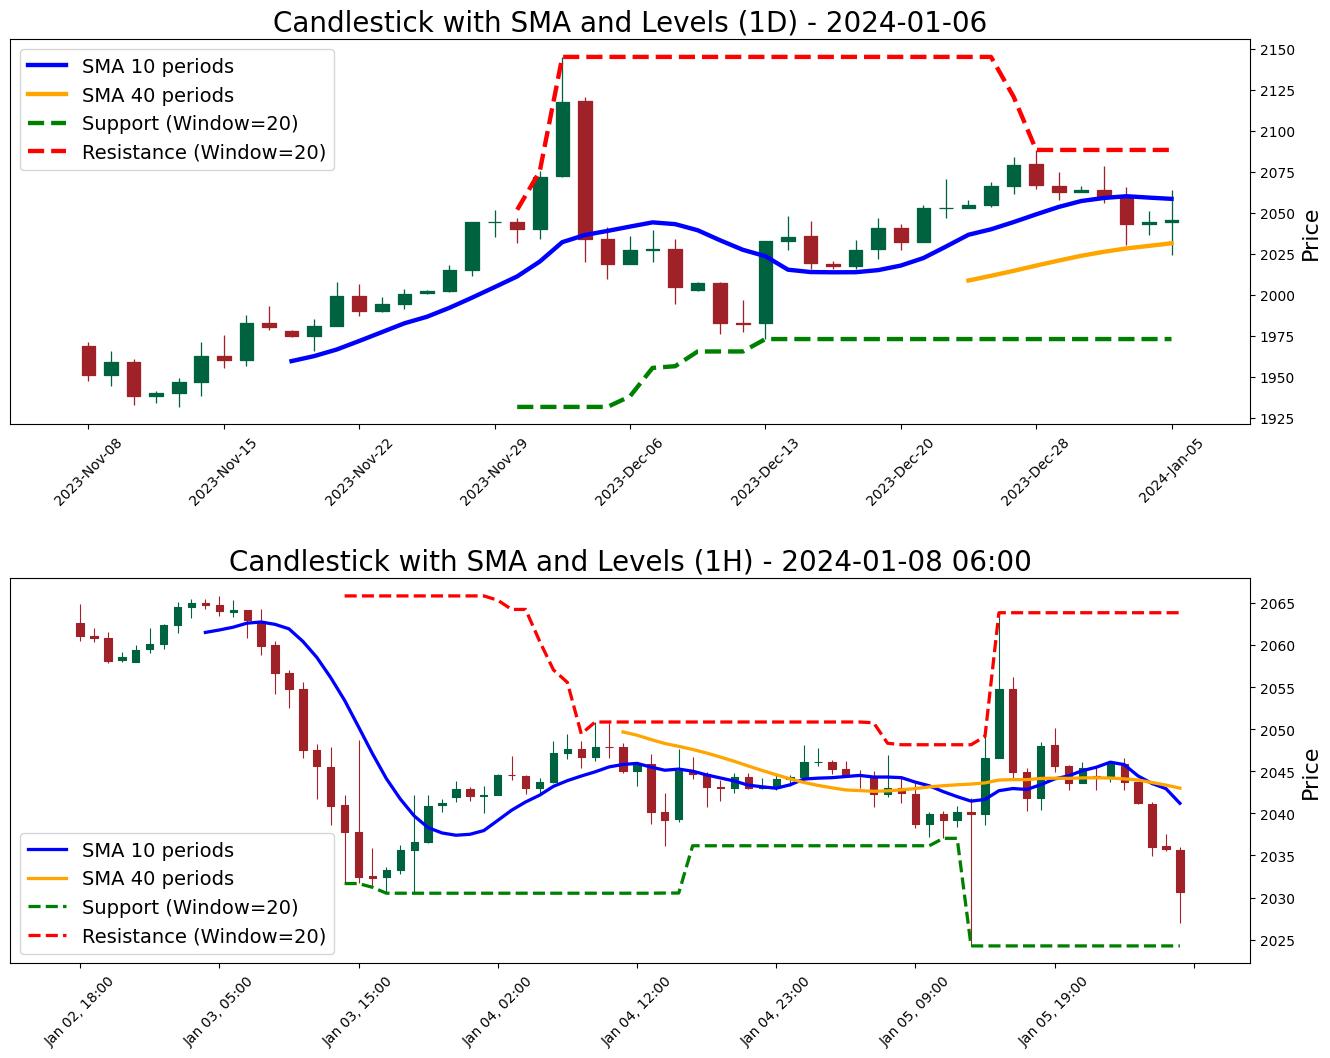 Candlestick with SMA and Levels (1D) - 2024-01-06
SMA 10 periods
SMA 40 periods
Support (Window=20)
Resistance (Window=20)
2150
2125
2100
2075
2050
2025
2000
1975
1950
1925
Price
2023-Nov-08
2023-Nov-15
2023-Nov-22
2023-Nov-29
2023-Dec-06
2023-Dec-13
2023-Dec-20
2023-Dec-28
2024-Jan-05
Candlestick with SMA and Levels (1H) - 2024-01-08 06:00
2065
2060
2055
2050
2045
2040
2035
2030
2025
Price
SMA 10 periods
SMA 40 periods
Support (Window=20)
Resistance (Window=20)
Jan 02, 18:00
Jan 03, 05:00
Jan 03, 15:00
Jan 04, 02:00
Jan 04, 12:00
Jan 04, 23:00
Jan 05, 09:00
Jan 05, 19:00